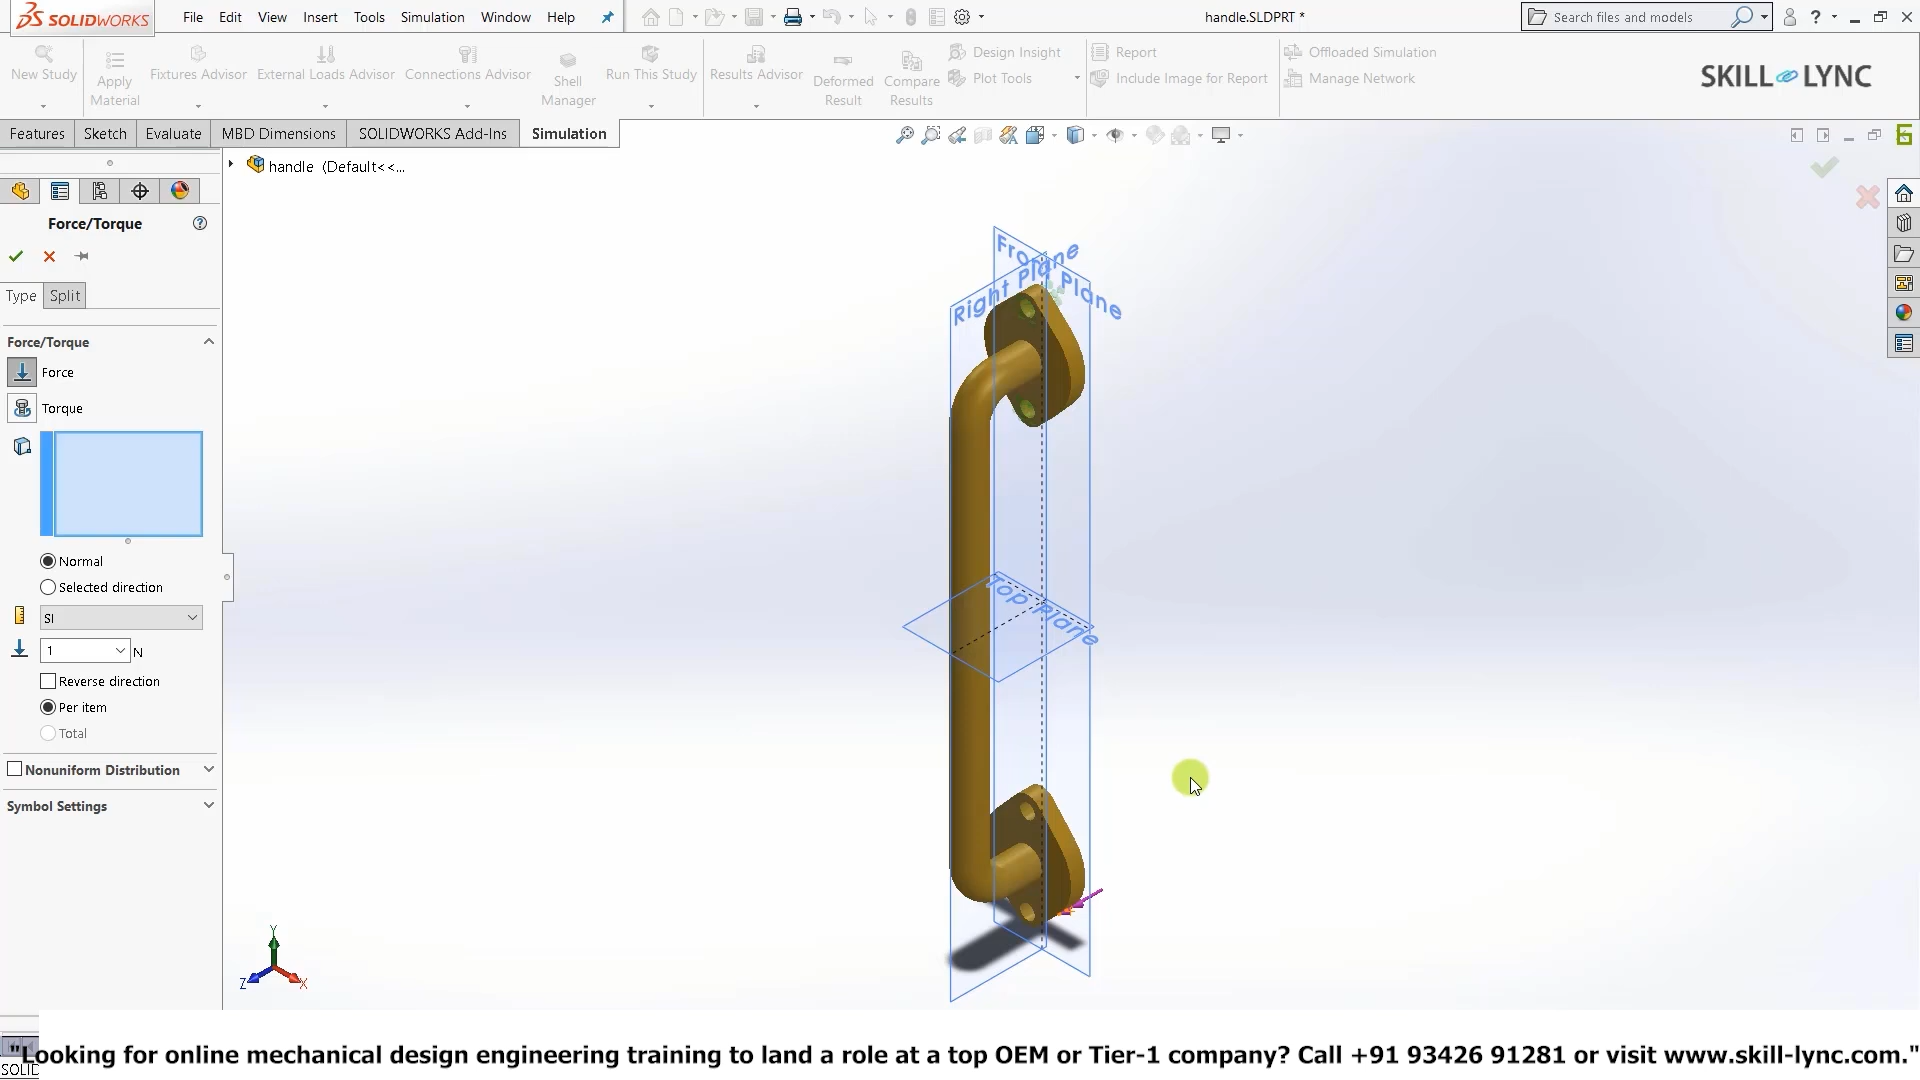 SOLIDWORKS File Edit View Insert Tools Simulation Window Help handle.SLDPRT * Search files and models ?
New Study Apply Material Fixtures Advisor External Loads Advisor Connections Advisor Shell Manager Run This Study Results Advisor Deformed Result Compare Results Design Insight Plot Tools Report Include Image for Report Offloaded Simulation Manage Network SKILL LYNC
Features Sketch Evaluate MBD Dimensions SOLIDWORKS Add-Ins Simulation
handle (Default<<...
Force/Torque ?
Type Split
Force/Torque
Force
Torque
Normal
Selected direction
SI
1 N
Reverse direction
Per item
Total
Nonuniform Distribution
Symbol Settings
Right Plane
Plane
Top Plane
Y
Z X
"Looking for online mechanical design engineering training to land a role at a top OEM or Tier-1 company? Call +91 93426 91281 or visit www.skill-lync.com."
SOLID